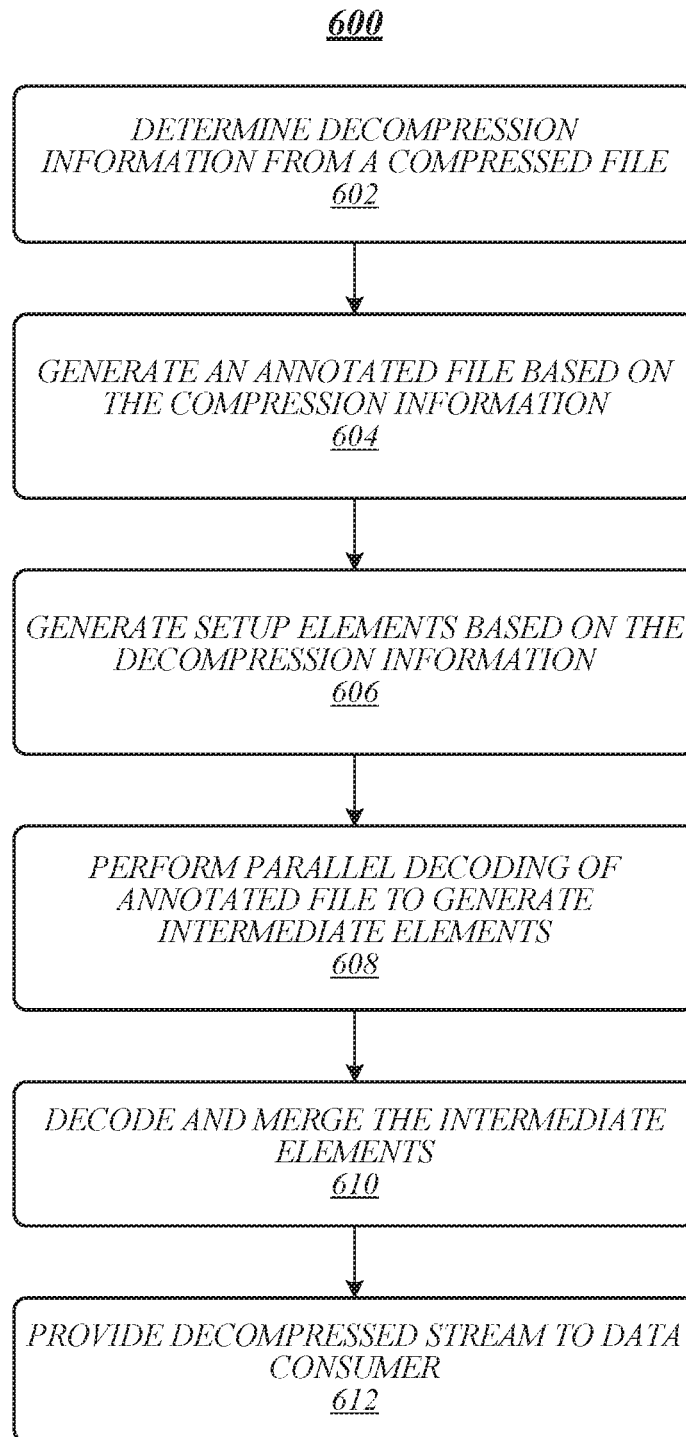 600
DETERMINE DECOMPRESSION
INFORMATION FROM A COMPRESSED FILE
602
GENERATE AN ANNOTATED FILE BASED ON
THE COMPRESSION INFORMATION
604
GENERATE SETUP ELEMENTS BASED ON THE
DECOMPRESSION INFORMATION
606
PERFORM PARALLEL DECODING OF
ANNOTATED FILE TO GENERATE
INTERMEDIATE ELEMENTS
608
DECODE AND MERGE THE INTERMEDIATE
ELEMENTS
610
PROVIDE DECOMPRESSED STREAM TO DATA
CONSUMER
612